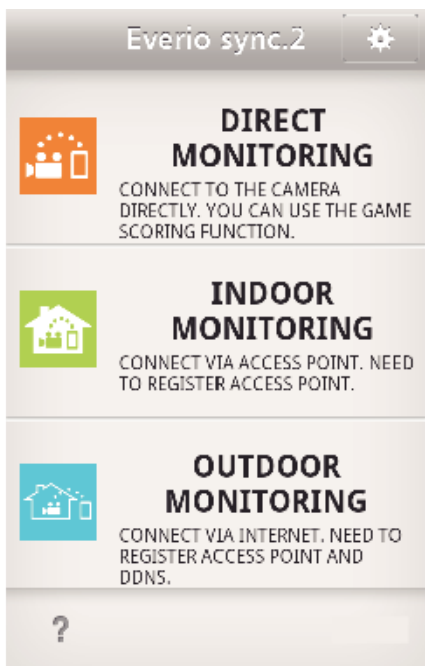 Everio sync.2
DIRECT
MONITORING
CONNECT TO THE CAMERA
DIRECTLY. YOU CAN USE THE GAME
SCORING FUNCTION.
INDOOR
MONITORING
CONNECT VIA ACCESS POINT. NEED
TO REGISTER ACCESS POINT.
OUTDOOR
MONITORING
CONNECT VIA INTERNET. NEED TO
REGISTER ACCESS POINT AND
DDNS.
?